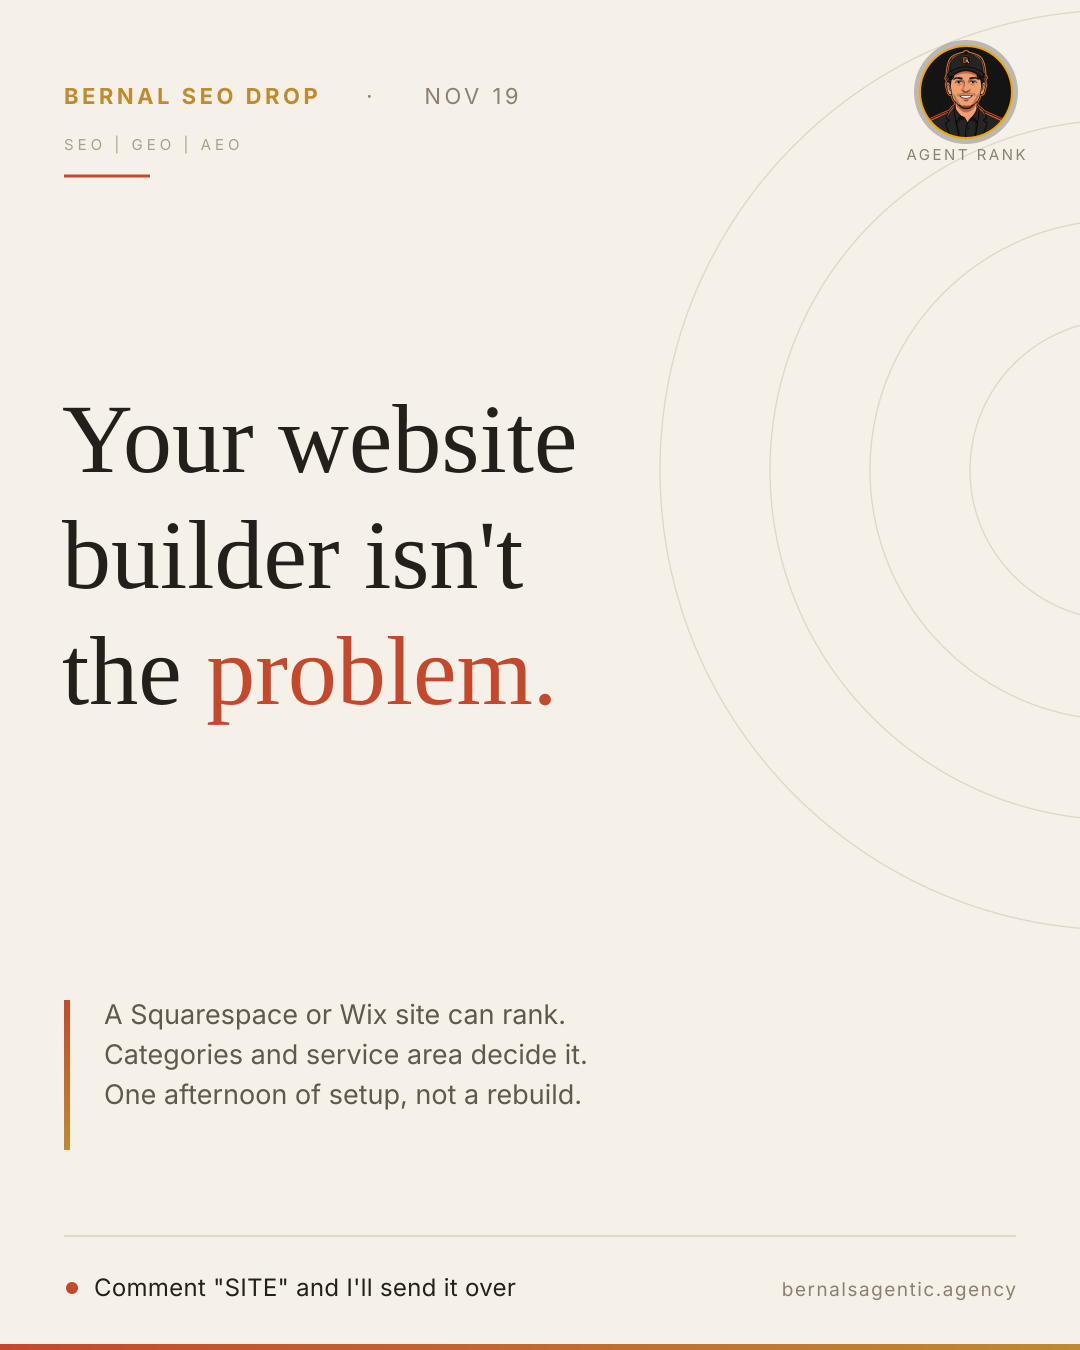 BERNAL SEO DROP · NOV 19
SEO | GEO | AEO
AGENT RANK
Your website
builder isn't
the problem.
A Squarespace or Wix site can rank.
Categories and service area decide it.
One afternoon of setup, not a rebuild.
Comment "SITE" and I'll send it over
bernalsagentic.agency